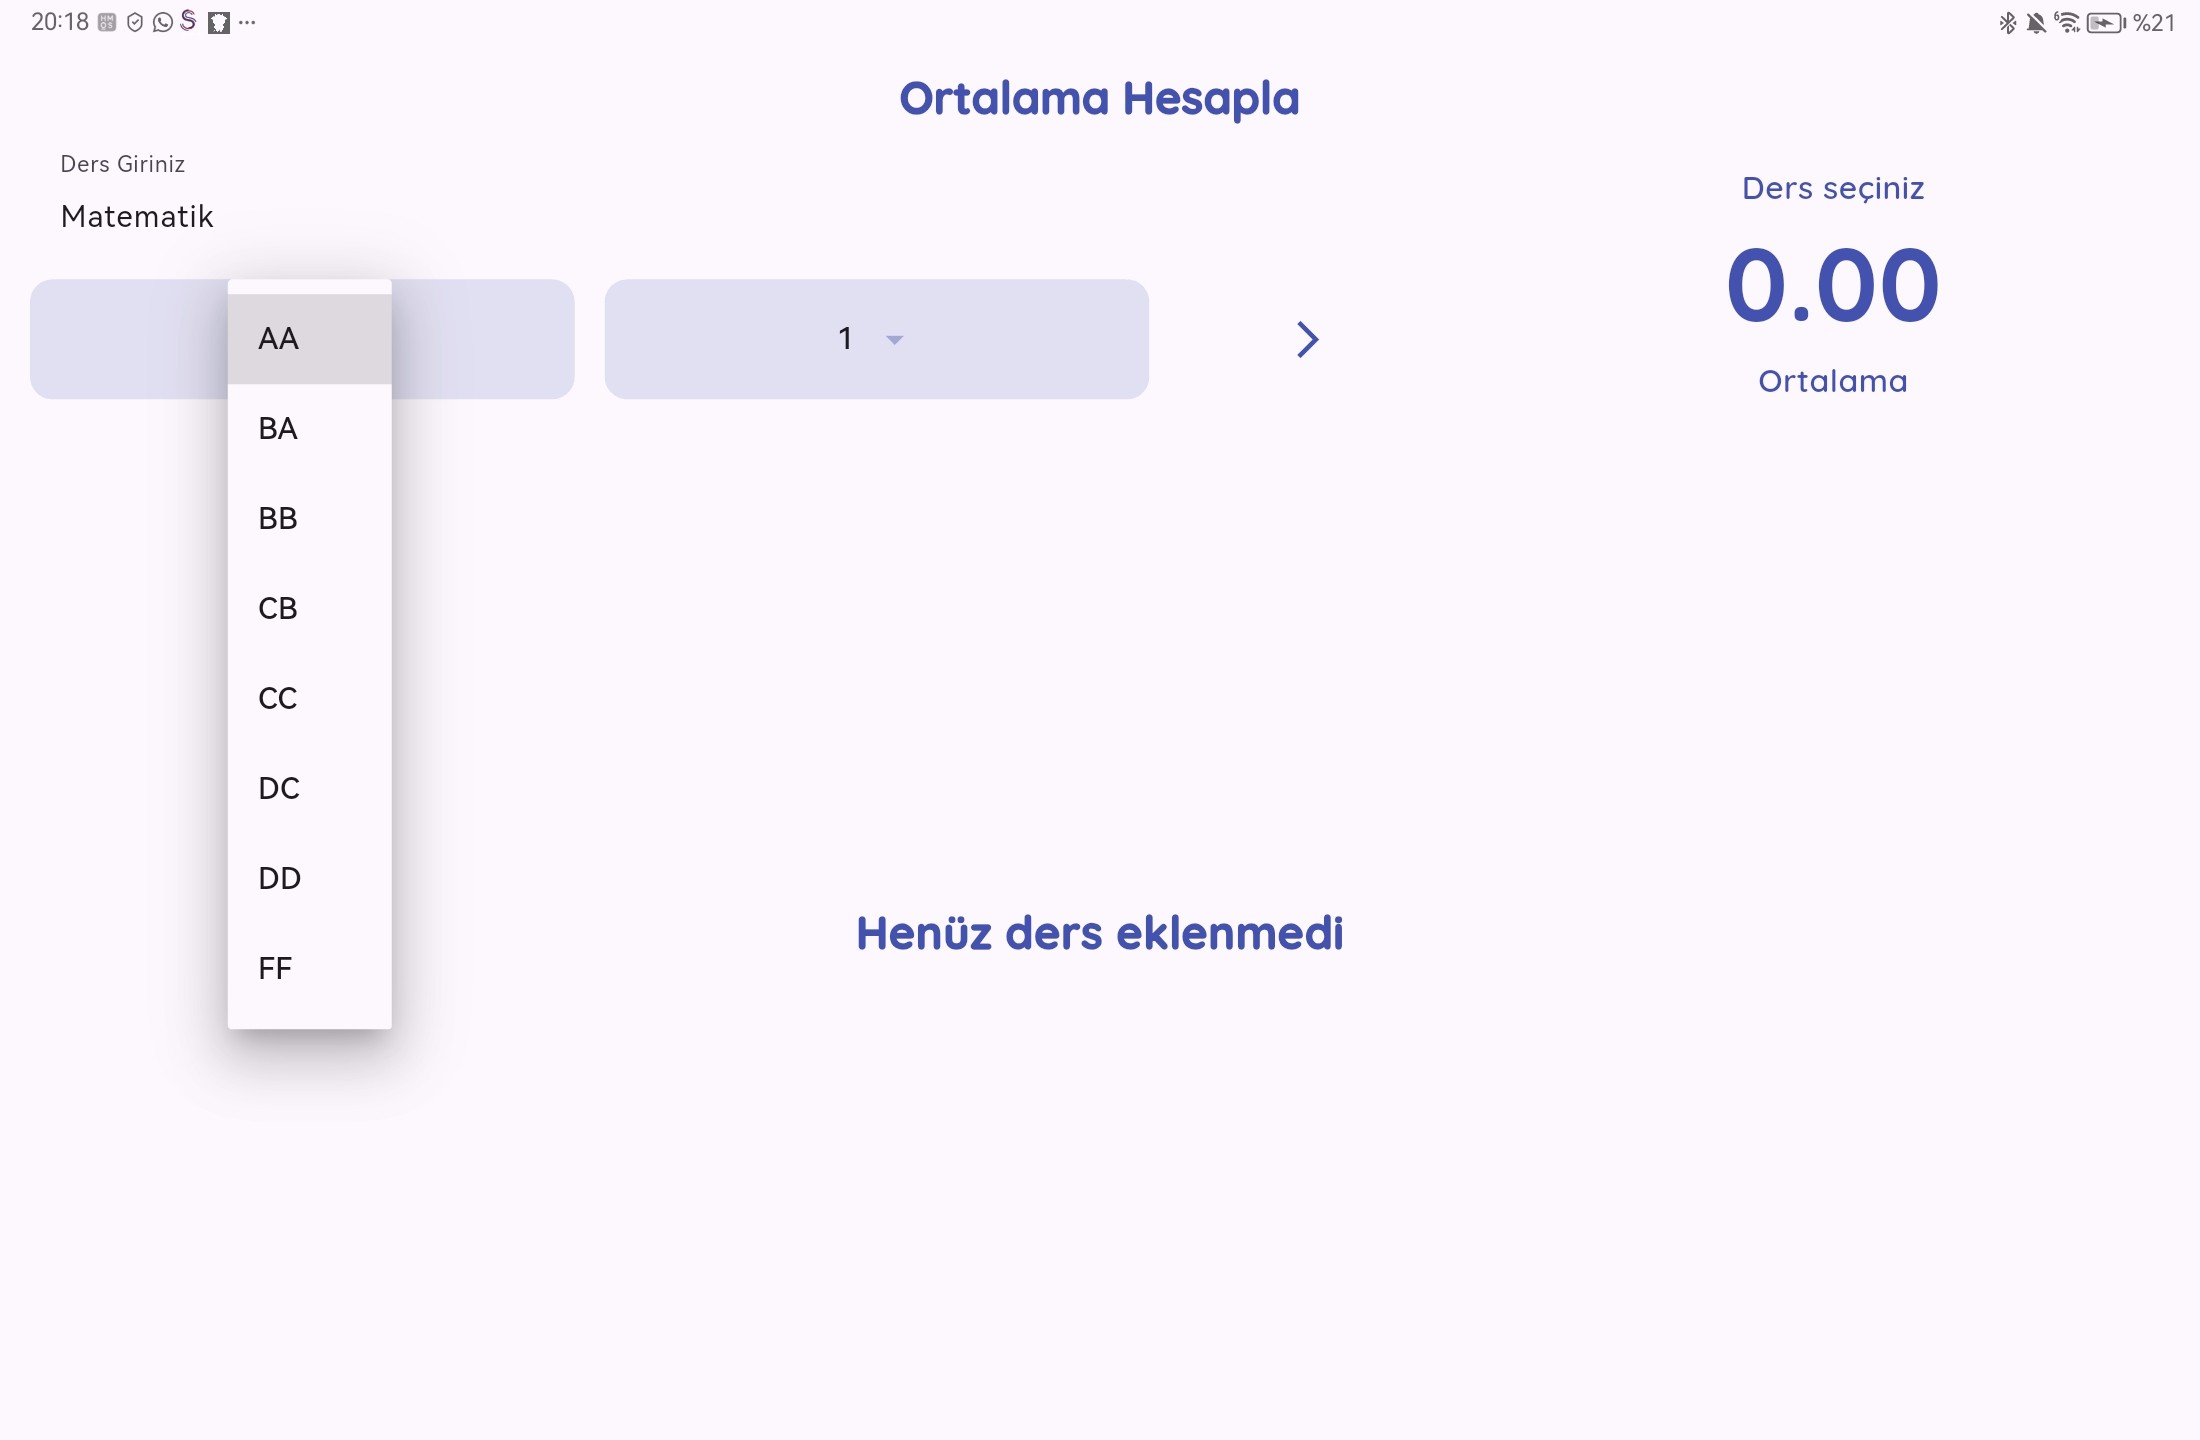 20:18
%21
Ortalama Hesapla
Ders Giriniz
Matematik
Ders seçiniz
0.00
Ortalama
1
AA
BA
BB
CB
CC
DC
DD
FF
Henüz ders eklenmedi